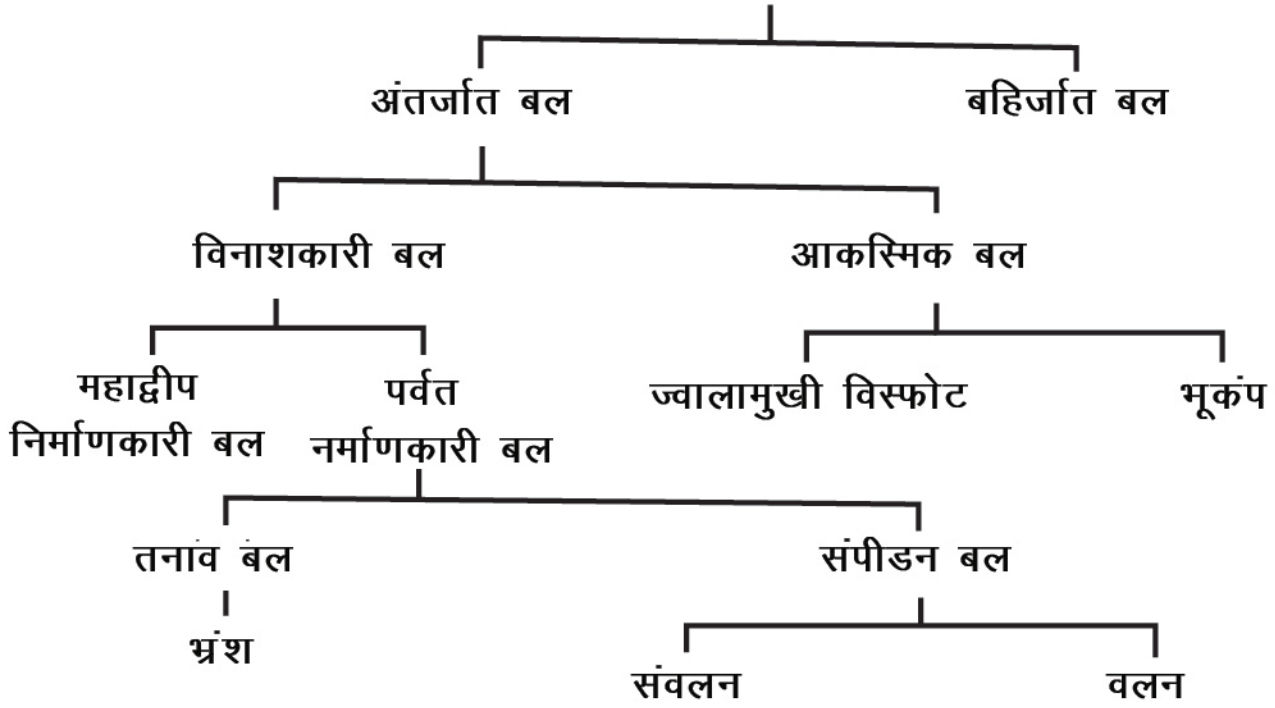 अंतर्जात बल
बहिर्जात बल
विनाशकारी बल
आकस्मिक बल
महाद्वीप
निर्माणकारी बल
पर्वत
नर्माणकारी बल
ज्वालामुखी विस्फोट
भूकंप
तनांव बंल
संपीडन बल
भ्रंश
संवलन
वलन